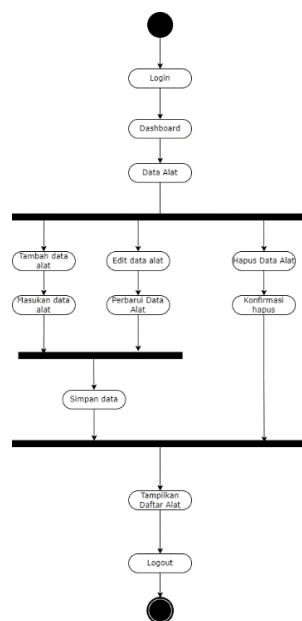 Login
Dashboard
Data Alat
Tambah data
alat
Edit data alat
Hapus Data Alat
Masukan data
alat
Perbarui Data
Alat
Konfirmasi
hapus
Simpan data
Tampilkan
Daftar Alat
Logout